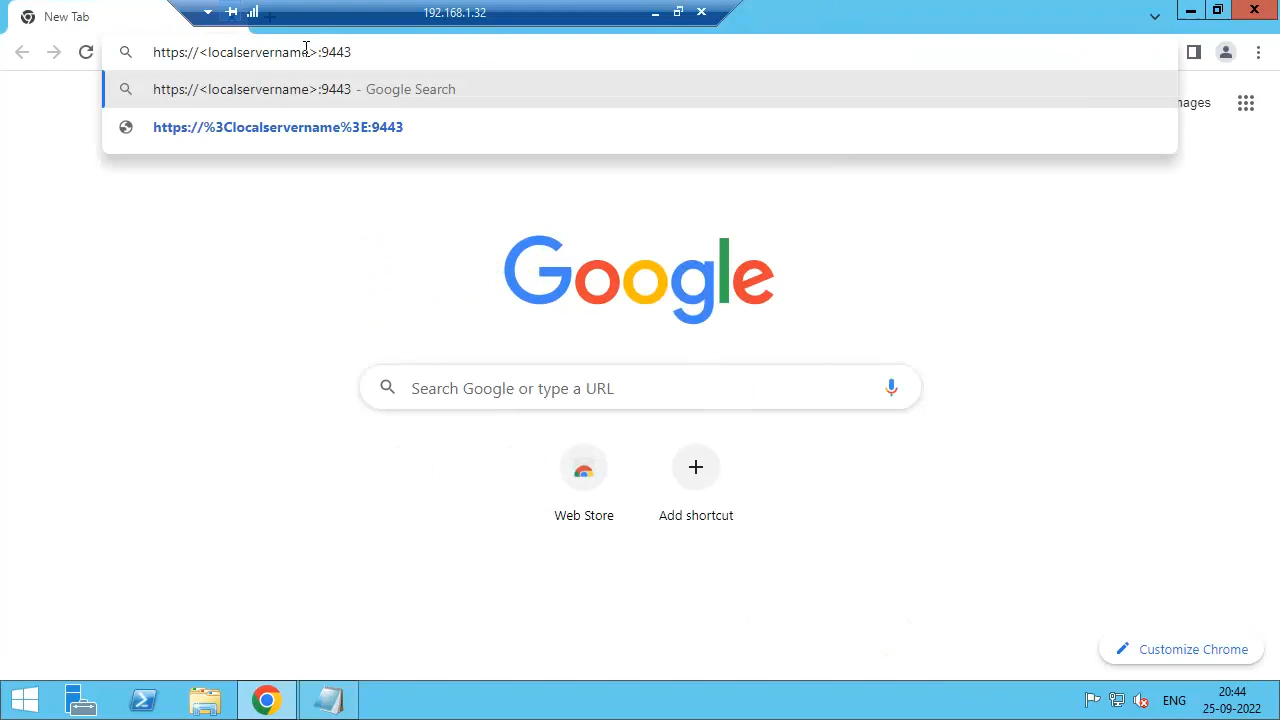 New Tab
192.168.1.32
https://<localservername>:9443
https://<localservername>:9443 - Google Search
https://%3Clocalservername%3E:9443
mages
Google
Search Google or type a URL
Web Store
Add shortcut
Customize Chrome
ENG
20:44
25-09-2022